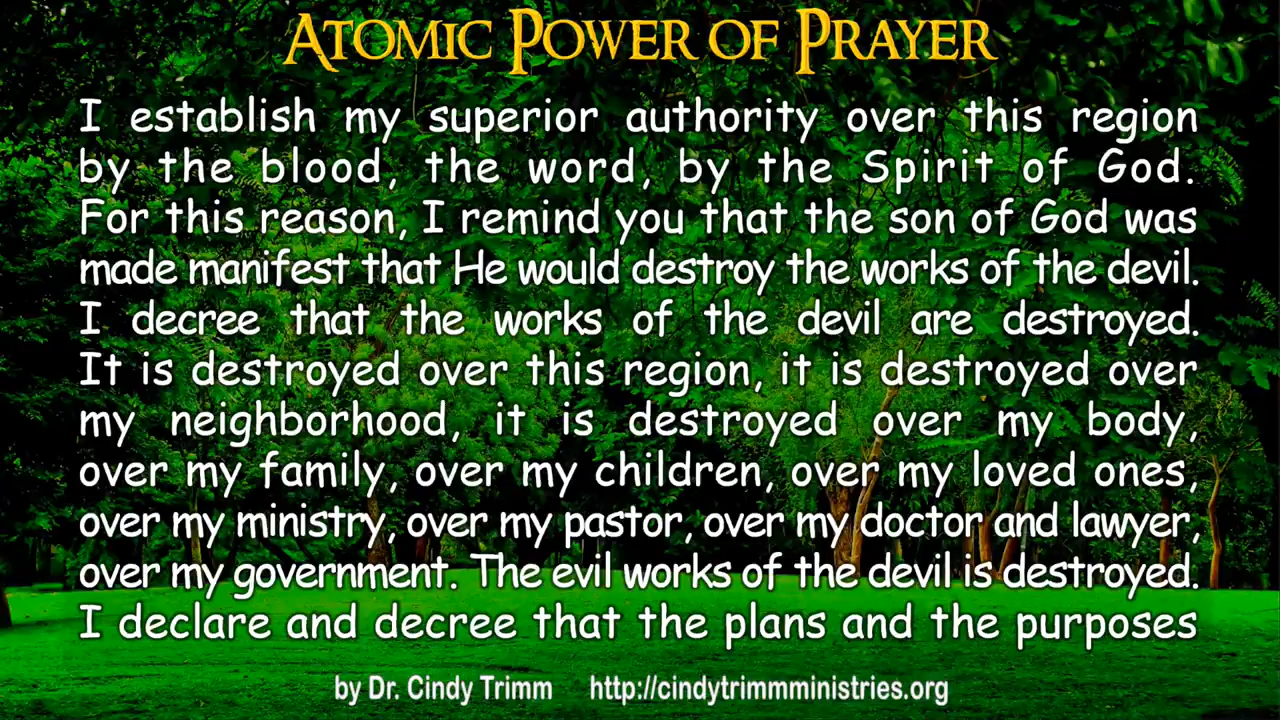 Atomic Power of Prayer
I establish my superior authority over this region
by the blood, the word, by the Spirit of God.
For this reason, I remind you that the son of God was
made manifest that He would destroy the works of the devil.
I decree that the works of the devil are destroyed.
It is destroyed over this region, it is destroyed over
my neighborhood, it is destroyed over my body,
over my family, over my children, over my loved ones,
over my ministry, over my pastor, over my doctor and lawyer,
over my government. The evil works of the devil is destroyed.
I declare and decree that the plans and the purposes
by Dr. Cindy Trimm http://cindytrimmministries.org